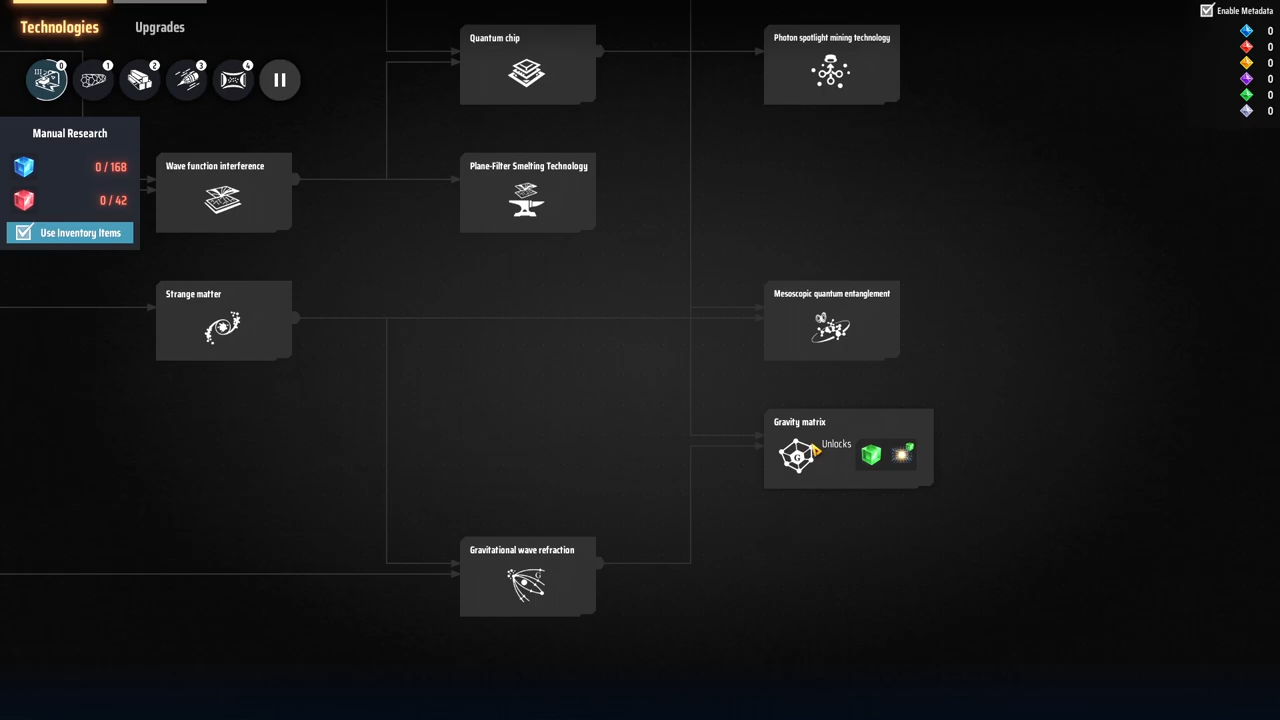 Technologies
Upgrades
Enable Metadata
0
0
0
0
0
0
0
1
2
3
4
Manual Research
0 / 168
0 / 42
Use Inventory Items
Quantum chip
Photon spotlight mining technology
Wave function interference
Plane-Filter Smelting Technology
Strange matter
Mesoscopic quantum entanglement
Gravity matrix
G
Unlocks
Gravitational wave refraction
G